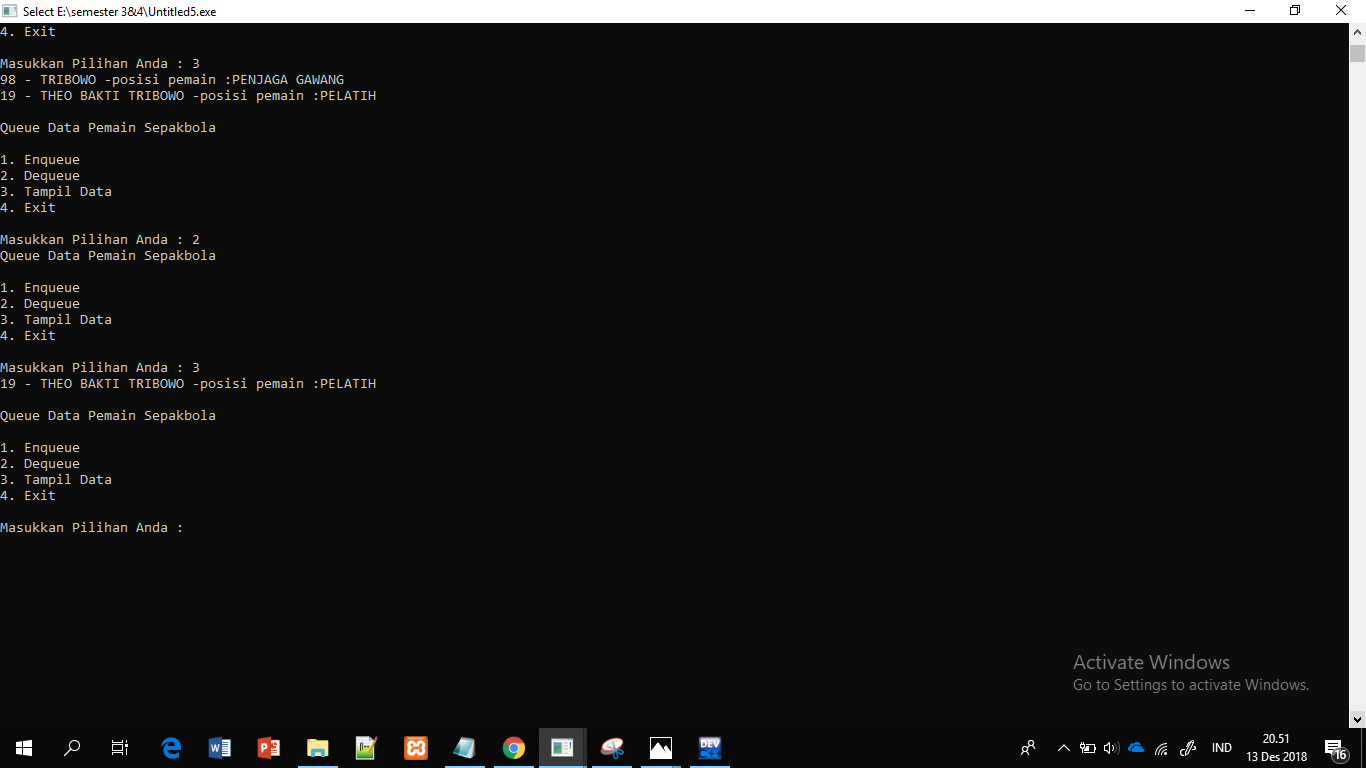 Select E:\semester 3&4\Untitled5.exe
4. Exit
Masukkan Pilihan Anda : 3
98 - TRIBOWO -posisi pemain :PENJAGA GAWANG
19 - THEO BAKTI TRIBOWO -posisi pemain :PELATIH
Queue Data Pemain Sepakbola
1. Enqueue
2. Dequeue
3. Tampil Data
4. Exit
Masukkan Pilihan Anda : 2
Queue Data Pemain Sepakbola
1. Enqueue
2. Dequeue
3. Tampil Data
4. Exit
Masukkan Pilihan Anda : 3
19 - THEO BAKTI TRIBOWO -posisi pemain :PELATIH
Queue Data Pemain Sepakbola
1. Enqueue
2. Dequeue
3. Tampil Data
4. Exit
Masukkan Pilihan Anda :
Activate Windows
Go to Settings to activate Windows.
DEV
IND
20.51
13 Des 2018
16